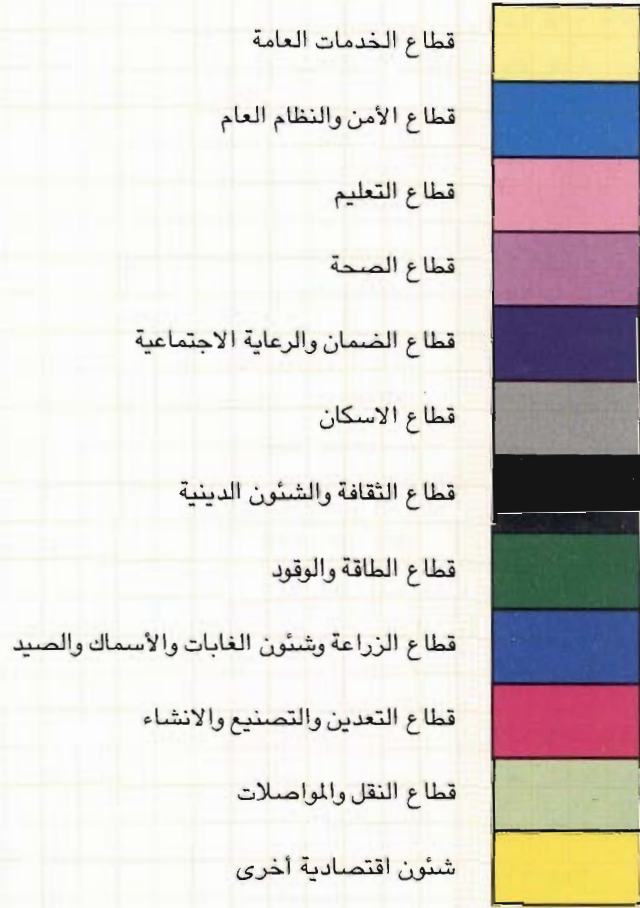 قطاع الخدمات العامة
قطاع الأمن والنظام العام
قطاع التعليم
قطاع الصحة
قطاع الضمان والرعاية الاجتماعية
قطاع الاسكان
قطاع الثقافة والشئون الدينية
قطاع الطاقة والوقود
قطاع الزراعة وشئون الغابات والأسماك والصيد
قطاع التعدين والتصنيع والانشاء
قطاع النقل والمواصلات
شئون اقتصادية أخرى